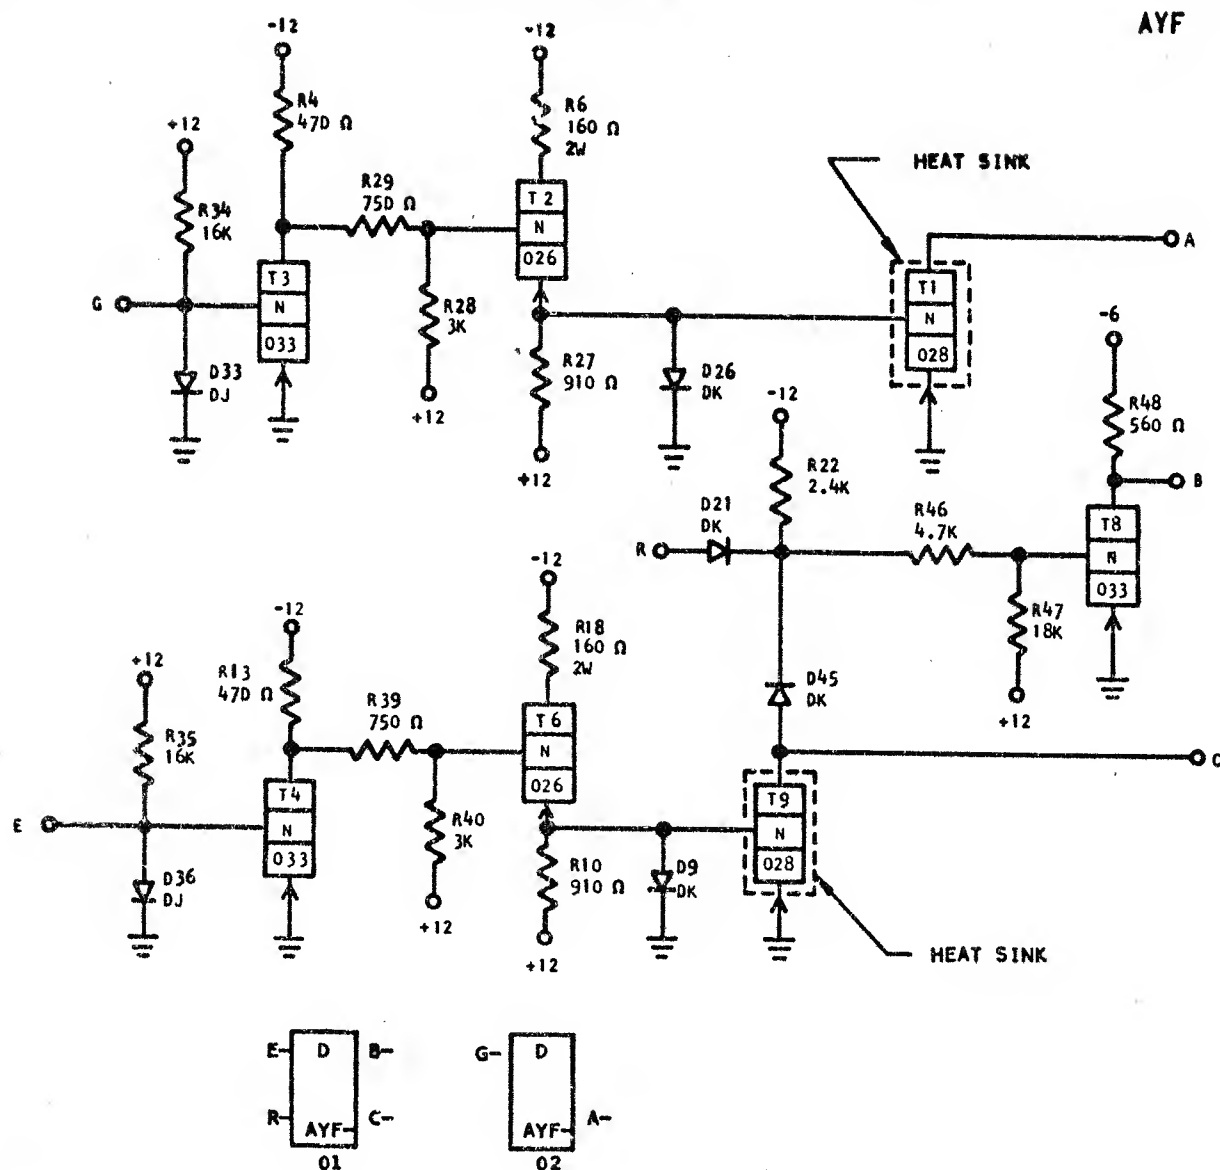 AYF
-12
R4
47D Ω
+12
R34
16K
R29
75D Ω
T3
N
033
G
D33
DJ
R28
3K
+12
-12
R6
160 Ω
2W
T2
N
026
R27
910 Ω
+12
D26
DK
HEAT SINK
T1
N
028
A
-6
R48
560 Ω
B
T8
N
033
-12
R22
2.4K
D21
DK
R
R46
4.7K
R47
18K
+12
D45
DK
C
T9
N
028
HEAT SINK
-12
R18
160 Ω
2W
T6
N
026
R10
910 Ω
+12
D9
DK
-12
R13
47D Ω
+12
R35
16K
R39
750 Ω
T4
N
033
E
D36
DJ
R40
3K
+12
E- D B-
R- C-
AYF-
01
G- D
A-
AYF-
02